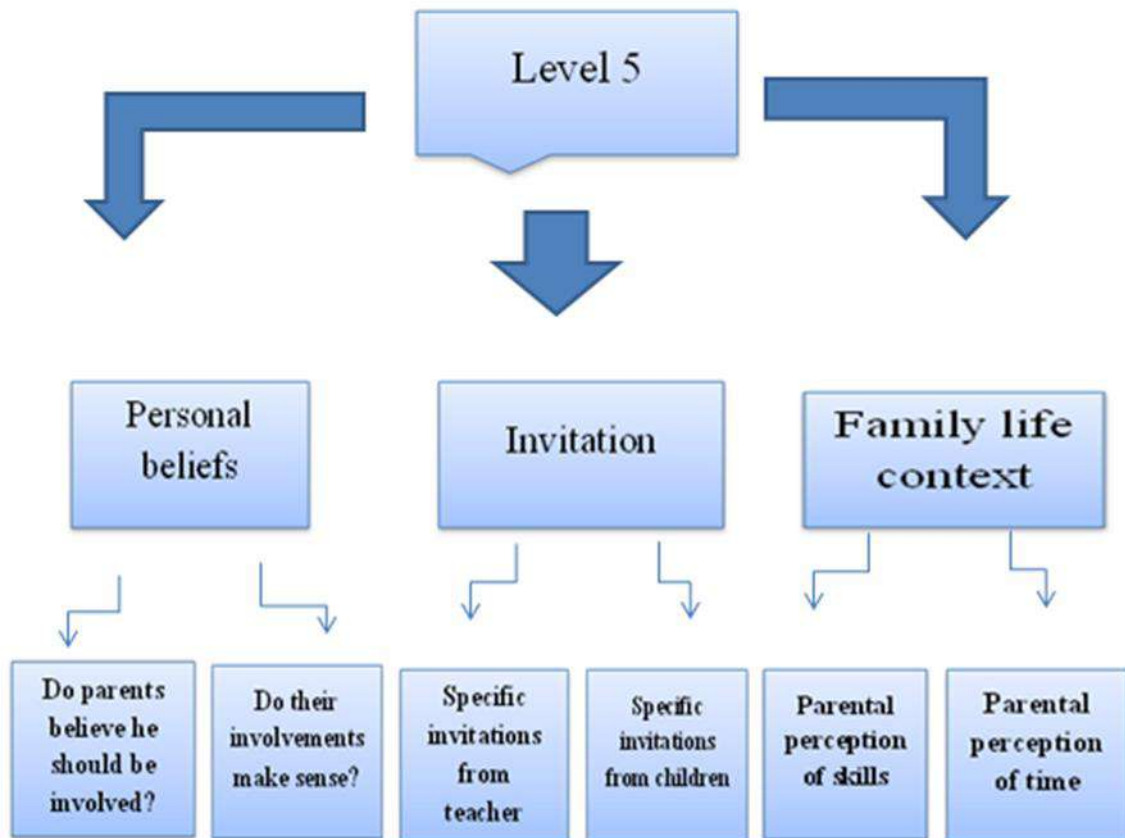 Level 5
Personal
beliefs
Invitation
Family life
context
Do parents
believe he
should be
involved?
Do their
involvements
make sense?
Specific
invitations
from
teacher
Specific
invitations
from children
Parental
perception
of skills
Parental
perception
of time